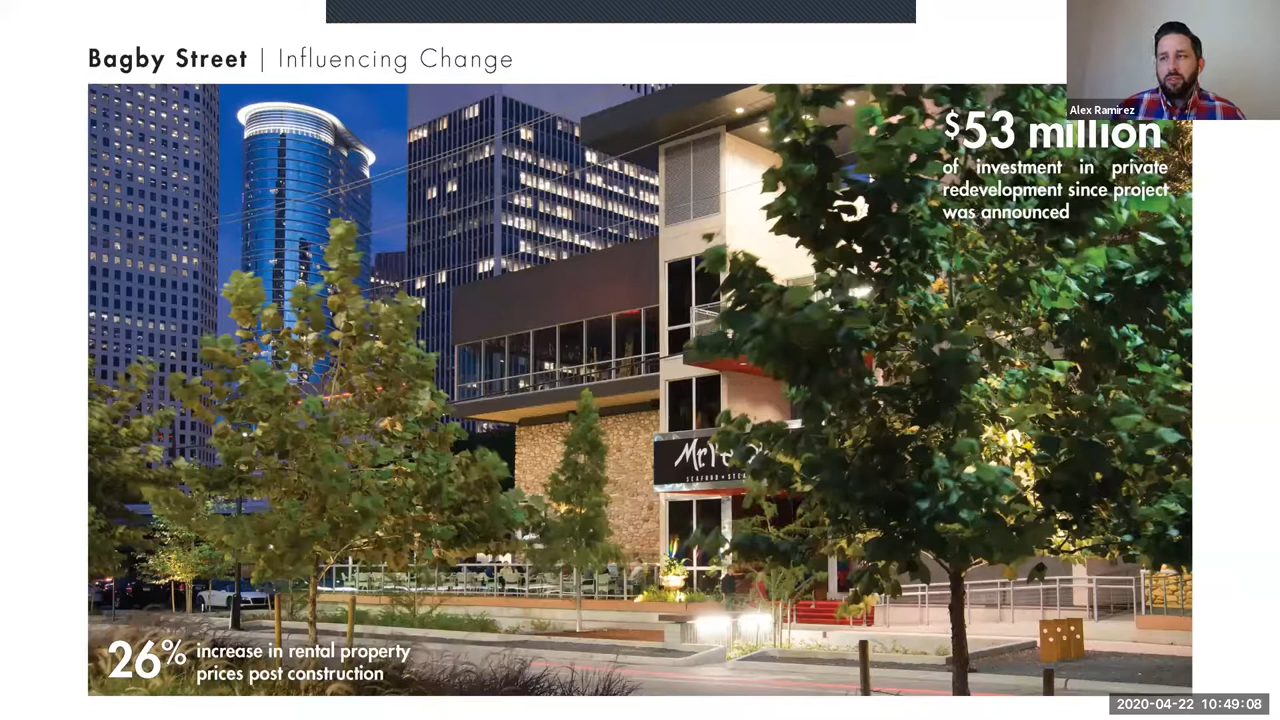 Bagby Street | Influencing Change
Alex Ramirez
$53 million
of investment in private
redevelopment since project
was announced
SEAFOOD
26% increase in rental property
prices post construction
2020-04-22 10:49:08